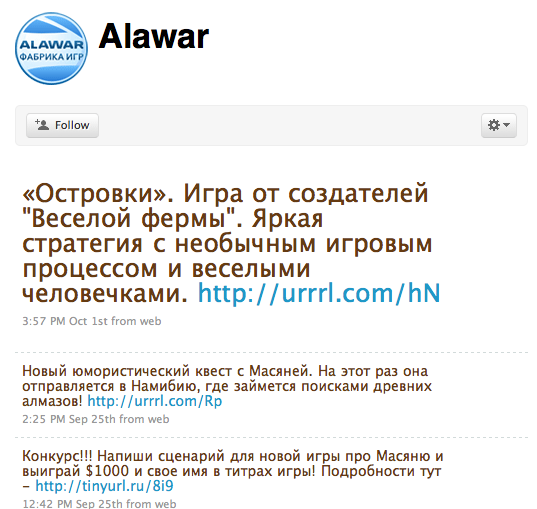 ALAWAR
ФАБРИКА ИГР
Alawar
Follow
«Островки». Игра от создателей
"Веселой фермы". Яркая
стратегия с необычным игровым
процессом и веселыми
человечками. http://urrrl.com/hN
3:57 PM Oct 1st from web
Новый юмористический квест с Масяней. На этот раз она
отправляется в Намибию, где займется поисками древних
алмазов! http://urrrl.com/Rp
2:25 PM Sep 25th from web
Конкурс!!! Напиши сценарий для новой игры про Масяню и
выиграй $1000 и свое имя в титрах игры! Подробности тут
– http://tinyurl.ru/8i9
12:42 PM Sep 25th from web